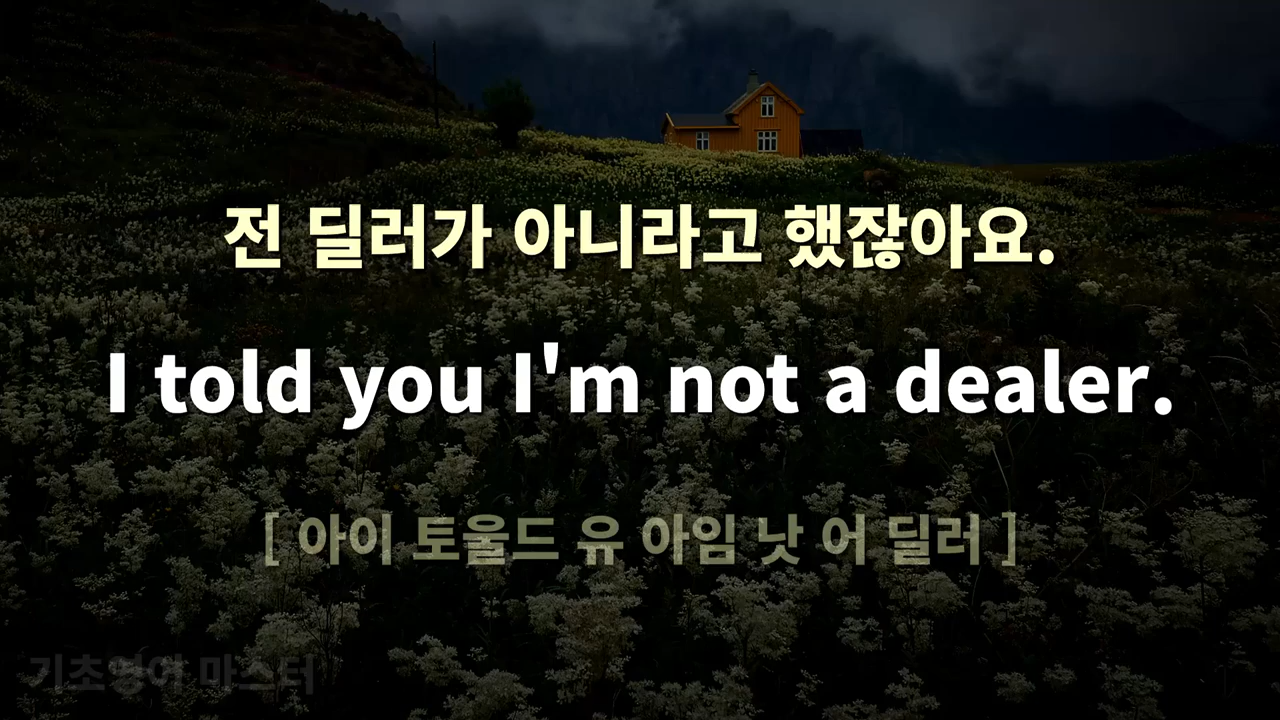 전 딜러가 아니라고 했잖아요.
I told you I'm not a dealer.
[ 아이 토울드 유 아임 낫 어 딜러 ]
기초영어 마스터